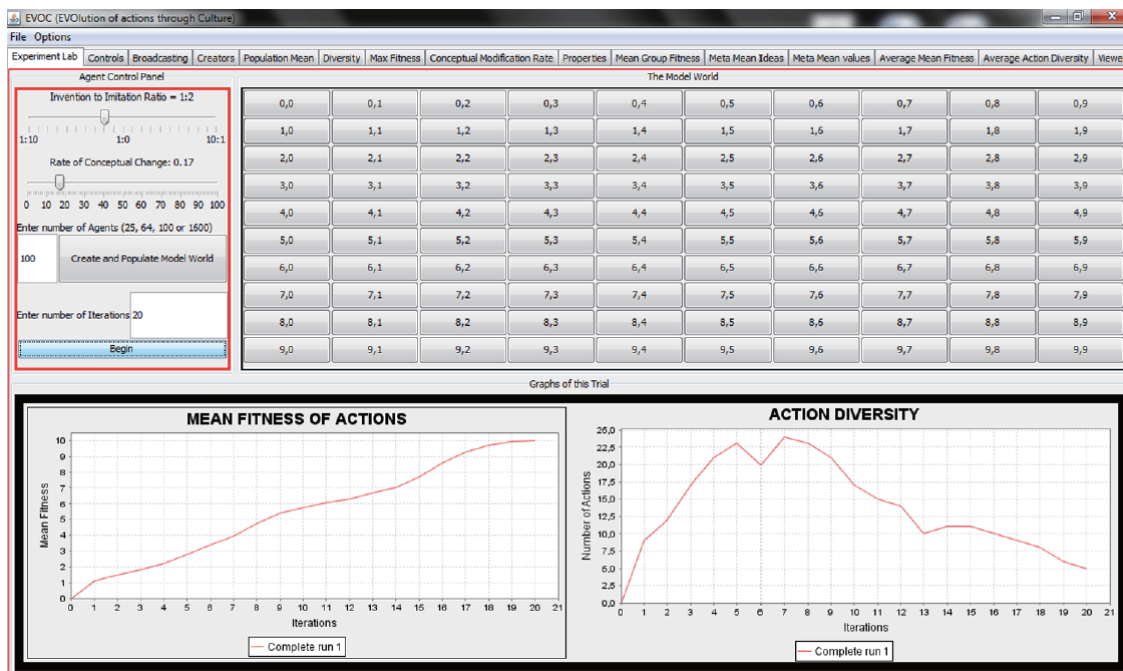 EVOC (EVOlution of actions through Culture)
File Options
Experiment Lab Controls Broadcasting Creators Population Mean Diversity Max Fitness Conceptual Modification Rate Properties Mean Group Fitness Meta Mean Ideas Meta Mean values Average Mean Fitness Average Action Diversity Viewe
Agent Control Panel
Invention to Imitation Ratio = 1:2
1:10 1:0 10:1
Rate of Conceptual Change: 0.17
0 10 20 30 40 50 60 70 80 90 100
Enter number of Agents (25, 64, 100 or 1600)
100 Create and Populate Model World
Enter number of Iterations 20
Begin
The Model World
0,0 0,1 0,2 0,3 0,4 0,5 0,6 0,7 0,8 0,9
1,0 1,1 1,2 1,3 1,4 1,5 1,6 1,7 1,8 1,9
2,0 2,1 2,2 2,3 2,4 2,5 2,6 2,7 2,8 2,9
3,0 3,1 3,2 3,3 3,4 3,5 3,6 3,7 3,8 3,9
4,0 4,1 4,2 4,3 4,4 4,5 4,6 4,7 4,8 4,9
5,0 5,1 5,2 5,3 5,4 5,5 5,6 5,7 5,8 5,9
6,0 6,1 6,2 6,3 6,4 6,5 6,6 6,7 6,8 6,9
7,0 7,1 7,2 7,3 7,4 7,5 7,6 7,7 7,8 7,9
8,0 8,1 8,2 8,3 8,4 8,5 8,6 8,7 8,8 8,9
9,0 9,1 9,2 9,3 9,4 9,5 9,6 9,7 9,8 9,9
Graphs of this Trial
MEAN FITNESS OF ACTIONS
Mean Fitness
10
9
8
7
6
5
4
3
2
1
0
0 1 2 3 4 5 6 7 8 9 10 11 12 13 14 15 16 17 18 19 20 21
Iterations
Complete run 1
ACTION DIVERSITY
Number of Actions
25,0
22,5
20,0
17,5
15,0
12,5
10,0
7,5
5,0
2,5
0,0
0 1 2 3 4 5 6 7 8 9 10 11 12 13 14 15 16 17 18 19 20 21
Iterations
Complete run 1